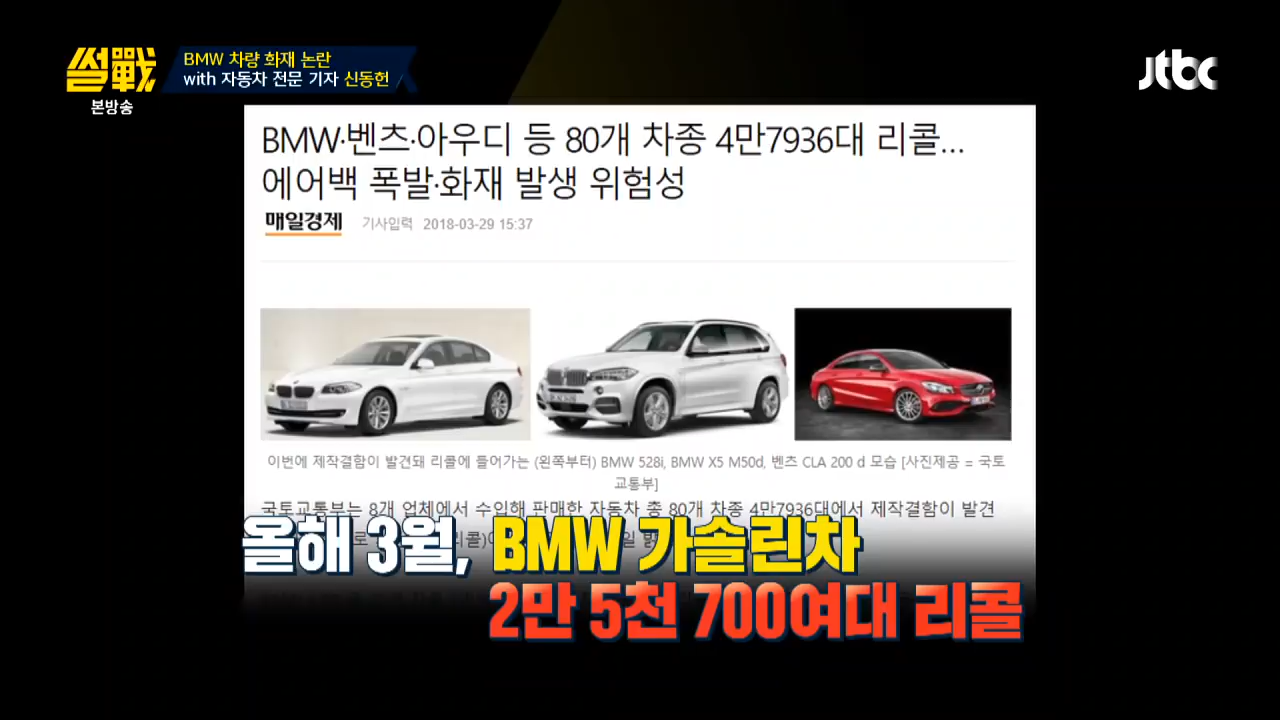 썰戰
본방송
BMW 차량 화재 논란
with 자동차 전문 기자 신동헌
jtbc
BMW·벤츠·아우디 등 80개 차종 4만7936대 리콜...
에어백 폭발·화재 발생 위험성
매일경제 기사입력 2018-03-29 15:37
이번에 제작결함이 발견돼 리콜에 들어가는 (왼쪽부터) BMW 528i, BMW X5 M50d, 벤츠 CLA 200 d 모습 [사진제공 = 국토
교통부]
국토교통부는 8개 업체에서 수입해 판매한 자동차 총 80개 차종 4만7936대에서 제작결함이 발견
올해 3월, BMW 가솔린차
2만 5천 700여대 리콜